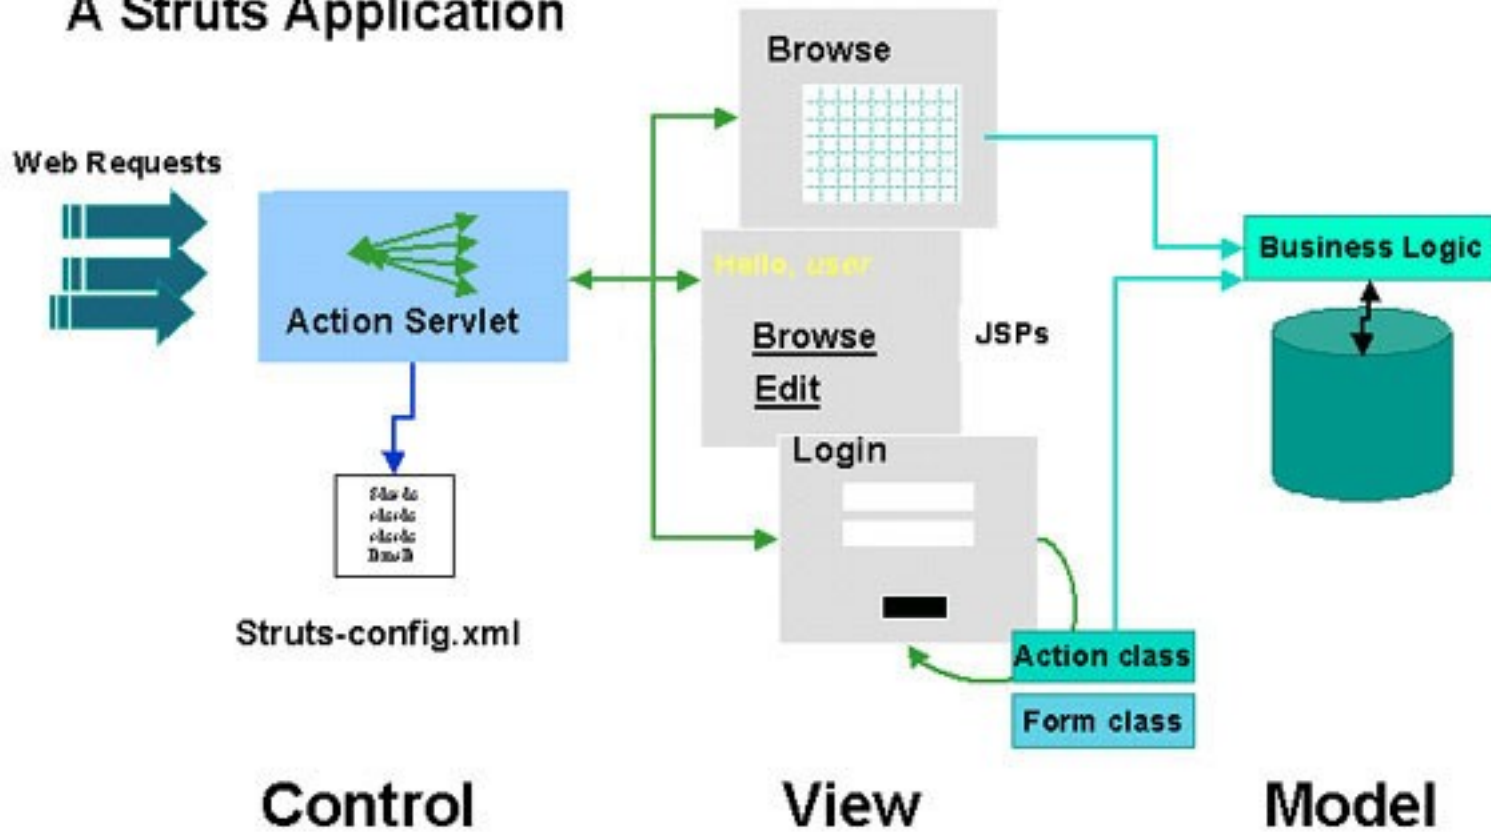 A Struts Application
Browse
Web Requests
Hello, user
Business Logic
Action Servlet
Browse
JSPs
Edit
Login
Struts-config.xml
Action class
Form class
Control
View
Model